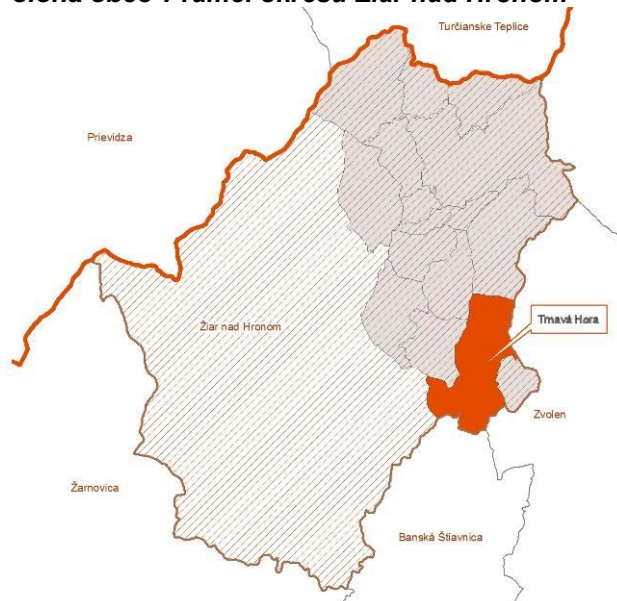 Turčianske Teplice
Prievidza
Žiar nad Hronom
Trnavá Hora
Zvolen
Žarnovica
Banská Štiavnica